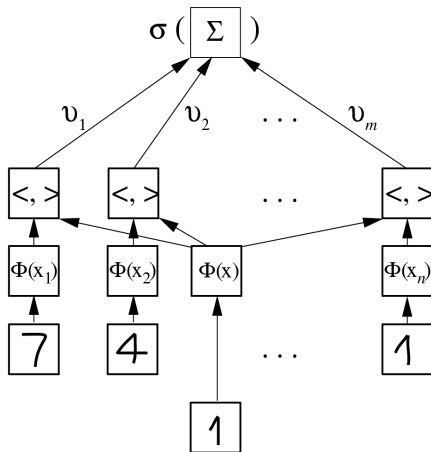 σ ( Σ )
υ₁ υ₂ . . . υₘ
<, > <, > . . . <, >
Φ(x₁) Φ(x₂) Φ(x) Φ(xₙ)
7 4 . . . 1
1